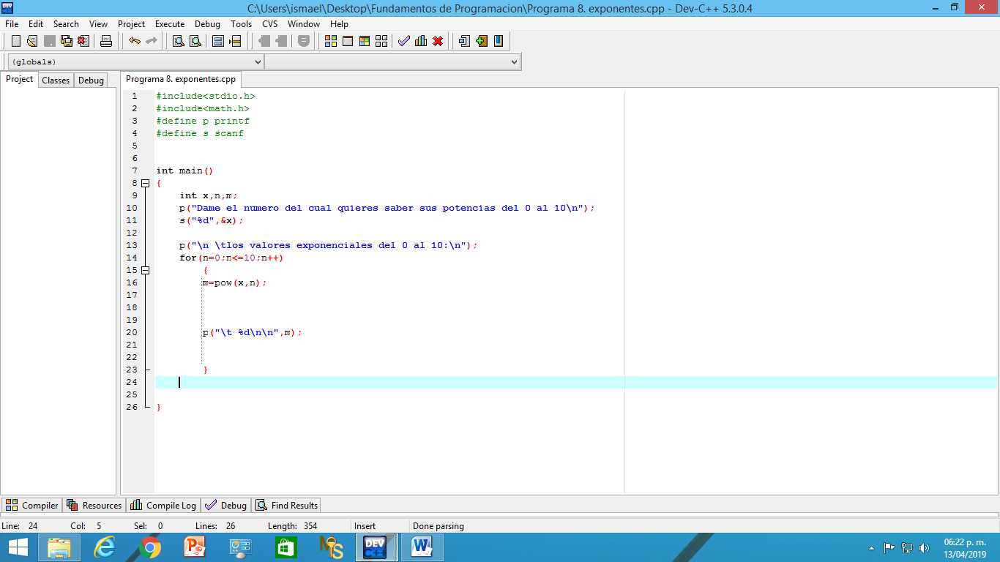 C:\Users\ismael\Desktop\Fundamentos de Programacion\Programa 8. exponentes.cpp - Dev-C++ 5.3.0.4
File Edit Search View Project Execute Debug Tools CVS Window Help
(globals)
Project Classes Debug Programa 8. exponentes.cpp
1 #include<stdio.h>
2 #include<math.h>
3 #define p printf
4 #define s scanf
5
6
7 int main()
8 {
9 int x,n,m;
10 p("Dame el numero del cual quieres saber sus potencias del 0 al 10\n");
11 s("%d",&x);
12
13 p("\n \tlos valores exponenciales del 0 al 10:\n");
14 for(n=0;n<=10;n++)
15 {
16 m=pow(x,n);
17
18
19
20 p("\t %d\n\n",m);
21
22
23 }
24
25
26 }
Compiler Resources Compile Log Debug Find Results
Line: 24 Col: 5 Sel: 0 Lines: 26 Length: 354 Insert Done parsing
06:22 p. m.
13/04/2019